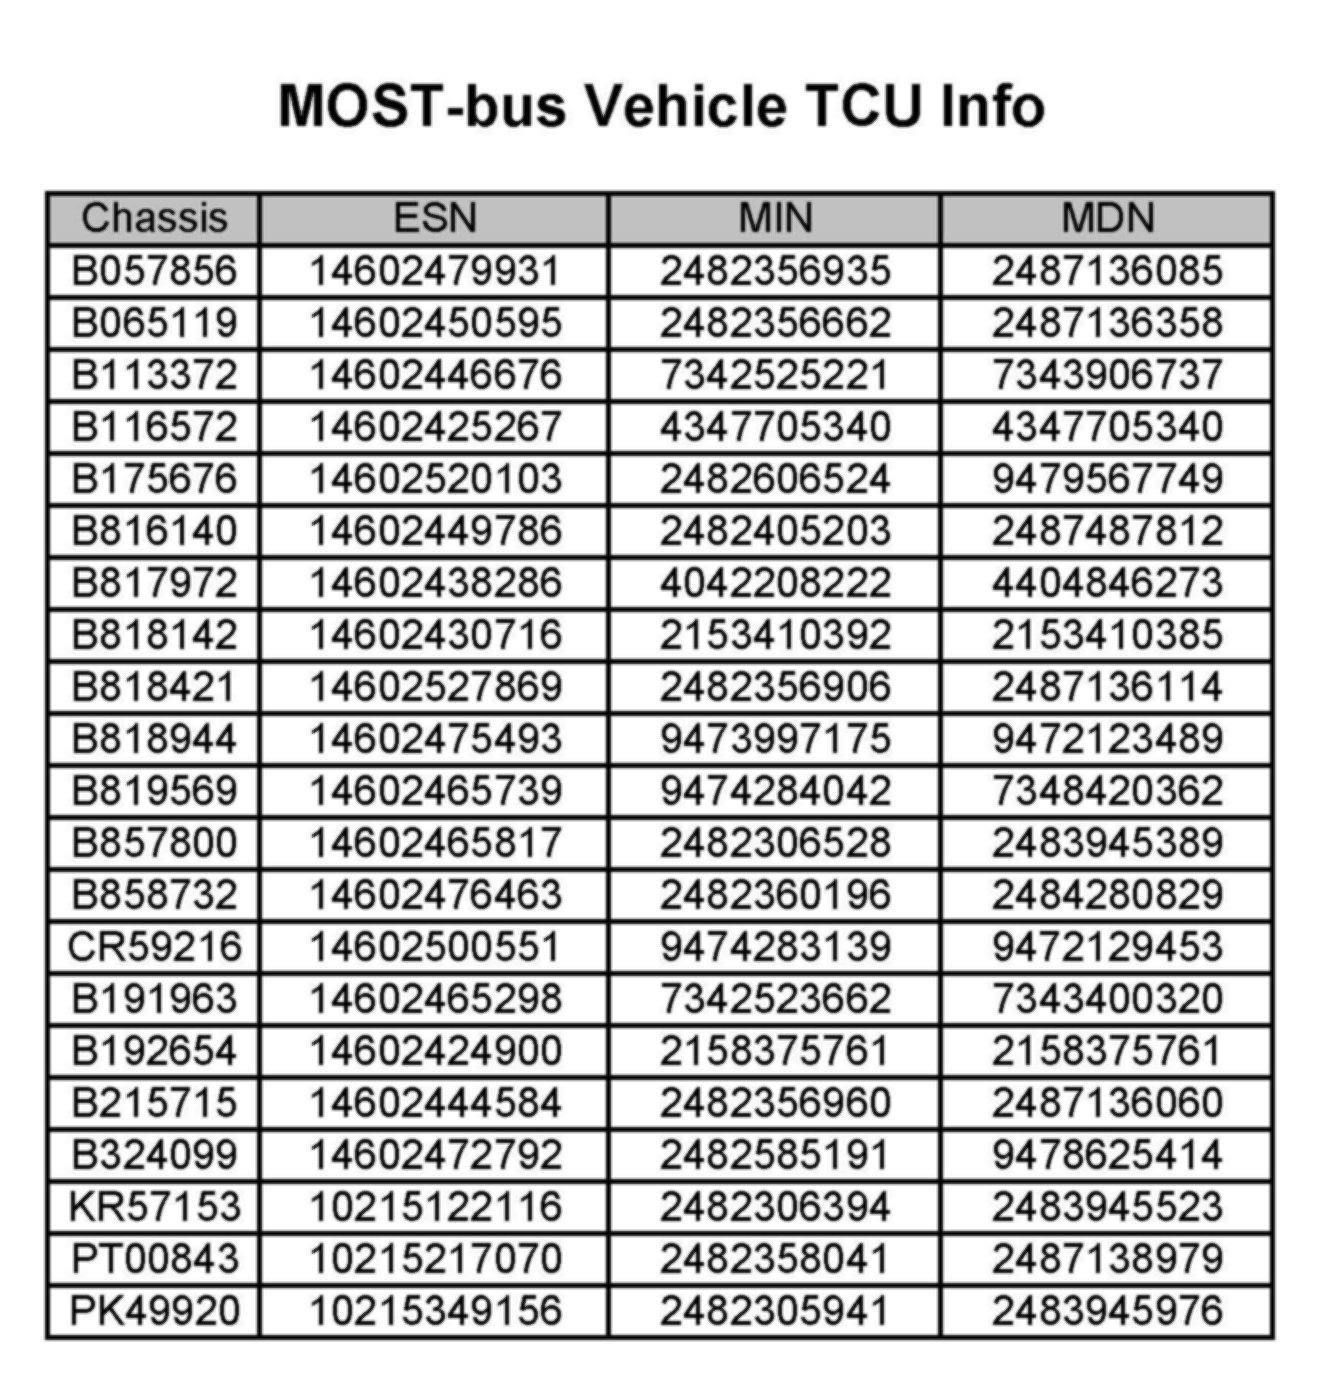 MOST-bus Vehicle TCU Info
Chassis ESN MIN MDN
B057856 14602479931 2482356935 2487136085
B065119 14602450595 2482356662 2487136358
B113372 14602446676 7342525221 7343906737
B116572 14602425267 4347705340 4347705340
B175676 14602520103 2482606524 9479567749
B816140 14602449786 2482405203 2487487812
B817972 14602438286 4042208222 4404846273
B818142 14602430716 2153410392 2153410385
B818421 14602527869 2482356906 2487136114
B818944 14602475493 9473997175 9472123489
B819569 14602465739 9474284042 7348420362
B857800 14602465817 2482306528 2483945389
B858732 14602476463 2482360196 2484280829
CR59216 14602500551 9474283139 9472129453
B191963 14602465298 7342523662 7343400320
B192654 14602424900 2158375761 2158375761
B215715 14602444584 2482356960 2487136060
B324099 14602472792 2482585191 9478625414
KR57153 10215122116 2482306394 2483945523
PT00843 10215217070 2482358041 2487138979
PK49920 10215349156 2482305941 2483945976